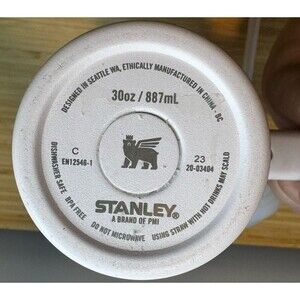 DESIGNED IN SEATTLE WA, ETHICALLY MANUFACTURED IN CHINA · DC
30oz / 887mL
C
EN12546-1
23
20-03404
STANLEY®
A BRAND OF PMI
DISHWASHER SAFE BPA FREE DO NOT MICROWAVE USING STRAW WITH HOT DRINKS MAY SCALD